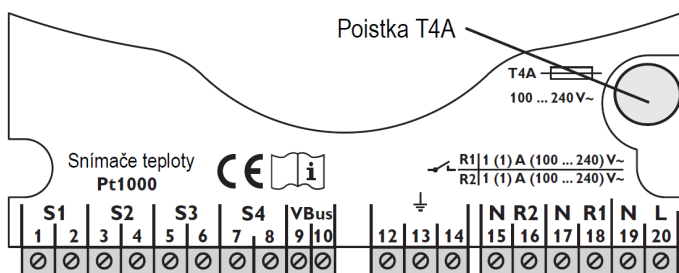 Poistka T4A
T4A
100 ... 240 V~
Snímače teploty
Pt1000
CE i
R1 1 (1) A (100 ... 240) V~
R2 1 (1) A (100 ... 240) V~
S1 S2 S3 S4 VBus N R2 N R1 N L
1 2 3 4 5 6 7 8 9 10 12 13 14 15 16 17 18 19 20